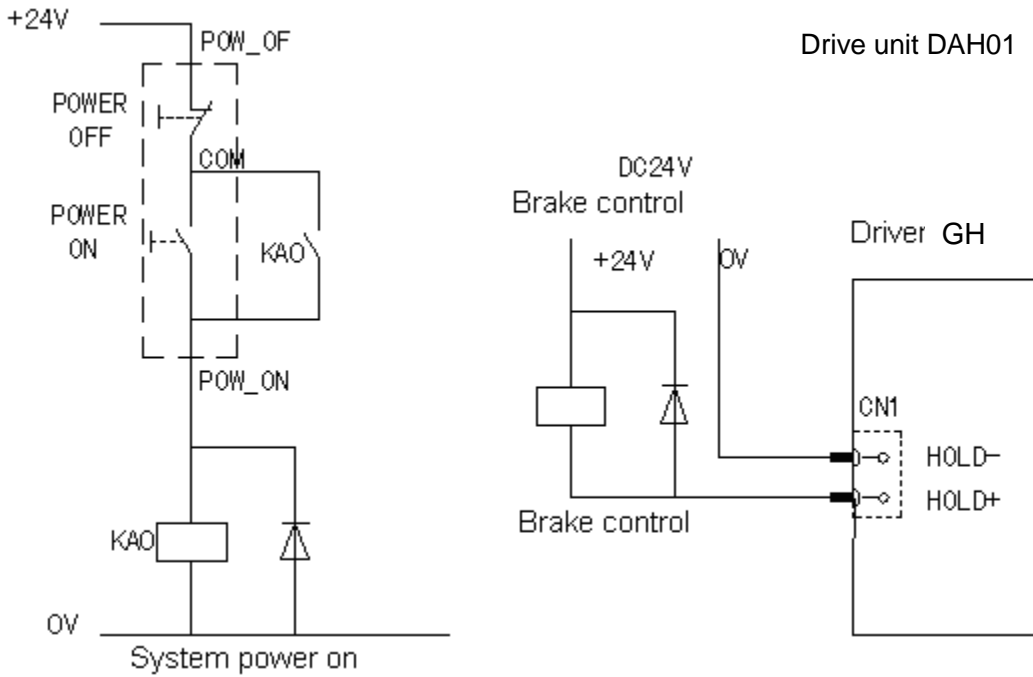 +24V
POW_OF
Drive unit DAH01
POWER
OFF
COM
POWER
ON
KAO
POW_ON
KAO
0V
System power on
DC24V
Brake control
+24V
0V
Driver GH
CN1
HOLD-
HOLD+
Brake control